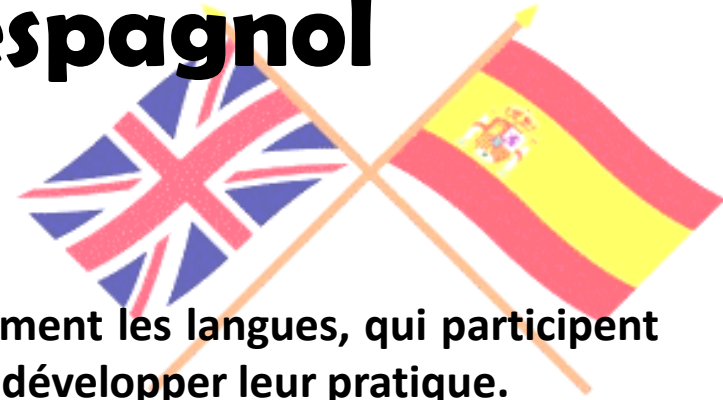 espagnol
ment les langues, qui participent
développer leur pratique.